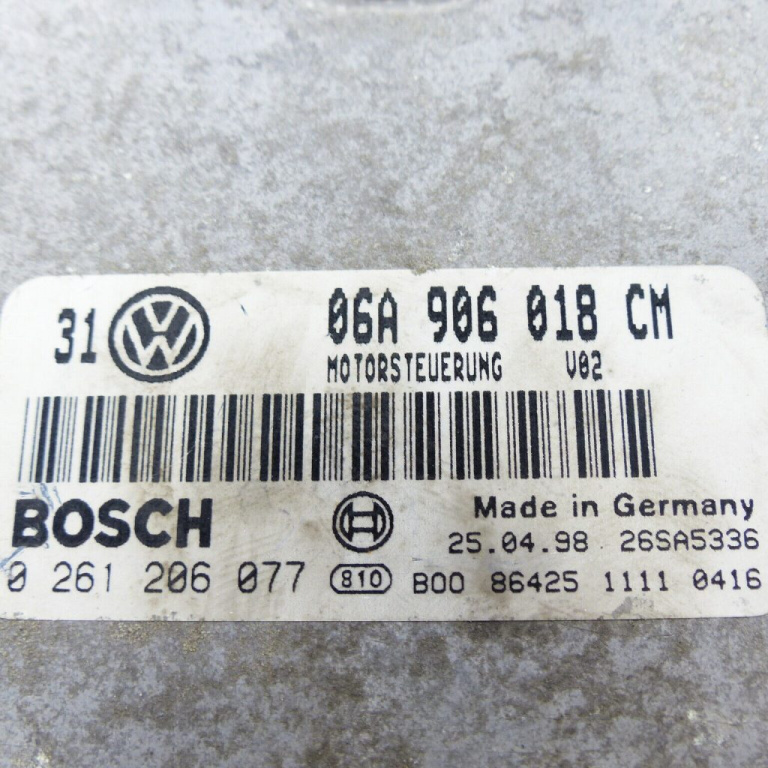 31 VW 06A 906 018 CM
MOTORSTEUERUNG V02
BOSCH Made in Germany
25.04.98 26SA5336
0 261 206 077 810 B00 86425 1111 0416